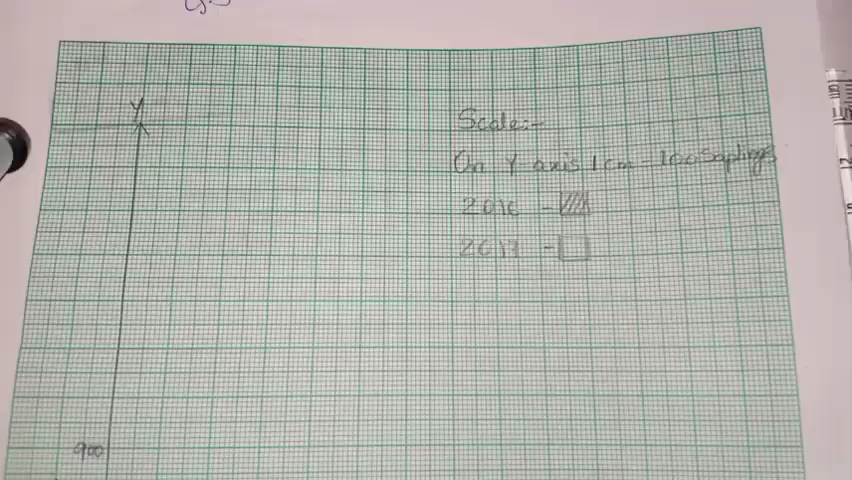 Y
Scale:-
On Y-axis 1cm - 100 saplings
2016 -
2017 -
900